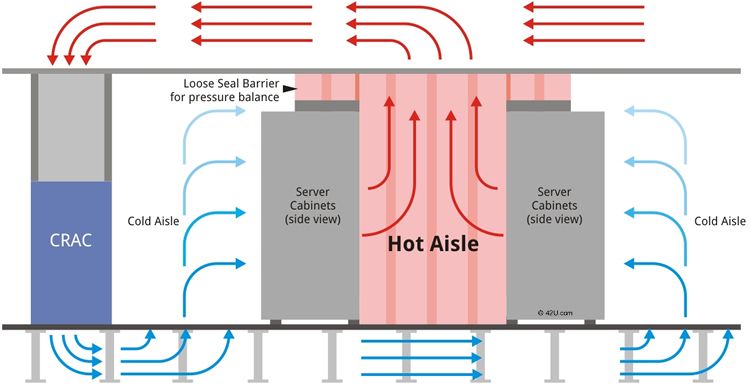 Loose Seal Barrier
for pressure balance
Server
Cabinets
(side view)
Server
Cabinets
(side view)
Cold Aisle
Cold Aisle
CRAC
Hot Aisle
© 42U.com